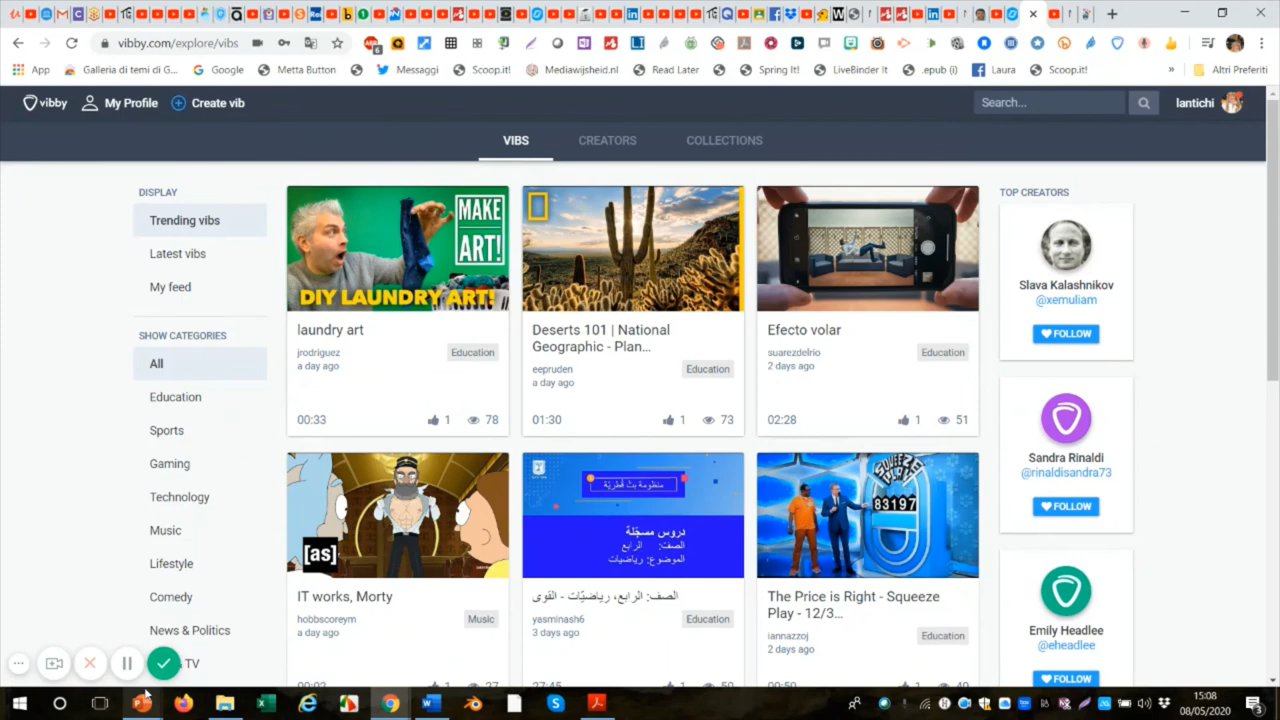 vibby.com/explore/vibs
6
App
Galleria di temi di G...
Google
Metta Button
Messaggi
Scoop.it!
Mediawijsheid.nl
Read Later
Spring It!
LiveBinder It
.epub (i)
Laura
Scoop.it!
»
Altri Preferiti
vibby
My Profile
Create vib
Search...
lantichi
VIBS
CREATORS
COLLECTIONS
DISPLAY
Trending vibs
Latest vibs
My feed
SHOW CATEGORIES
All
Education
Sports
Gaming
Technology
Music
Lifestyle
Comedy
News & Politics
TV
MAKE
ART!
DIY LAUNDRY ART!
laundry art
jrodriguez
Education
a day ago
00:33
1
78
Deserts 101 | National
Geographic - Plan...
eepruden
Education
a day ago
01:30
1
73
Efecto volar
suarezdelrio
Education
2 days ago
02:28
1
51
[as]
IT works, Morty
hobbscoreym
Music
a day ago
منظومة بث قطرية
دروس مسجّلة
الصف: الرابع
الموضوع: رياضيات
الصف: الرابع، رياضيّات - القوى
yasminash6
Education
3 days ago
SQUEEZE
PLAY
83197
The Price is Right - Squeeze
Play - 12/3...
iannazzoj
Education
2 days ago
TOP CREATORS
Slava Kalashnikov
@xemuliam
FOLLOW
Sandra Rinaldi
@rinaldisandra73
FOLLOW
Emily Headlee
@eheadlee
FOLLOW
15:08
08/05/2020
3